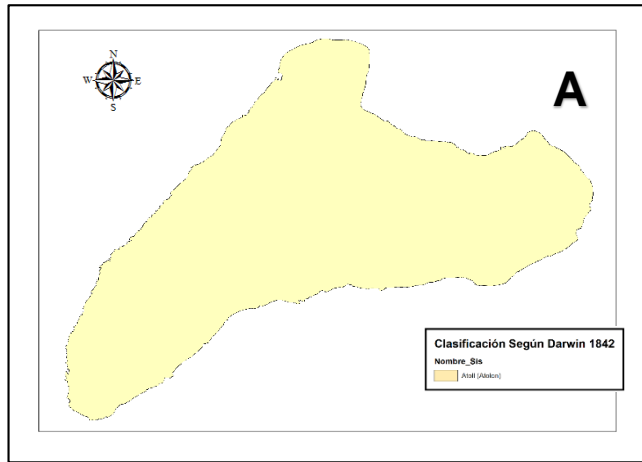 N
W E
S
A
Clasificación Según Darwin 1842
Nombre_Sis
Atoll [Atolon]